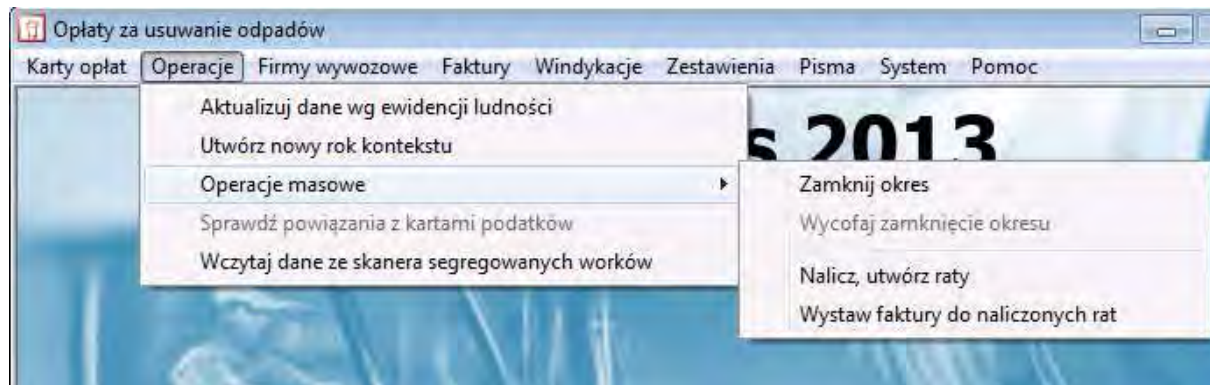 Opłaty za usuwanie odpadów
Karty opłat Operacje Firmy wywozowe Faktury Windykacje Zestawienia Pisma System Pomoc
Aktualizuj dane wg ewidencji ludności
Utwórz nowy rok kontekstu
Operacje masowe
Sprawdź powiązania z kartami podatków
Wczytaj dane ze skanera segregowanych worków
s 2013
Zamknij okres
Wycofaj zamknięcie okresu
Nalicz, utwórz raty
Wystaw faktury do naliczonych rat